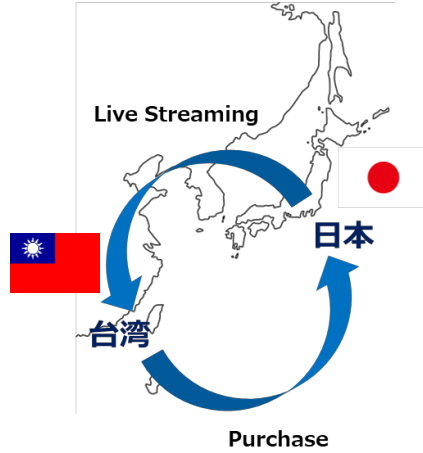 Live Streaming
日本
台湾
Purchase